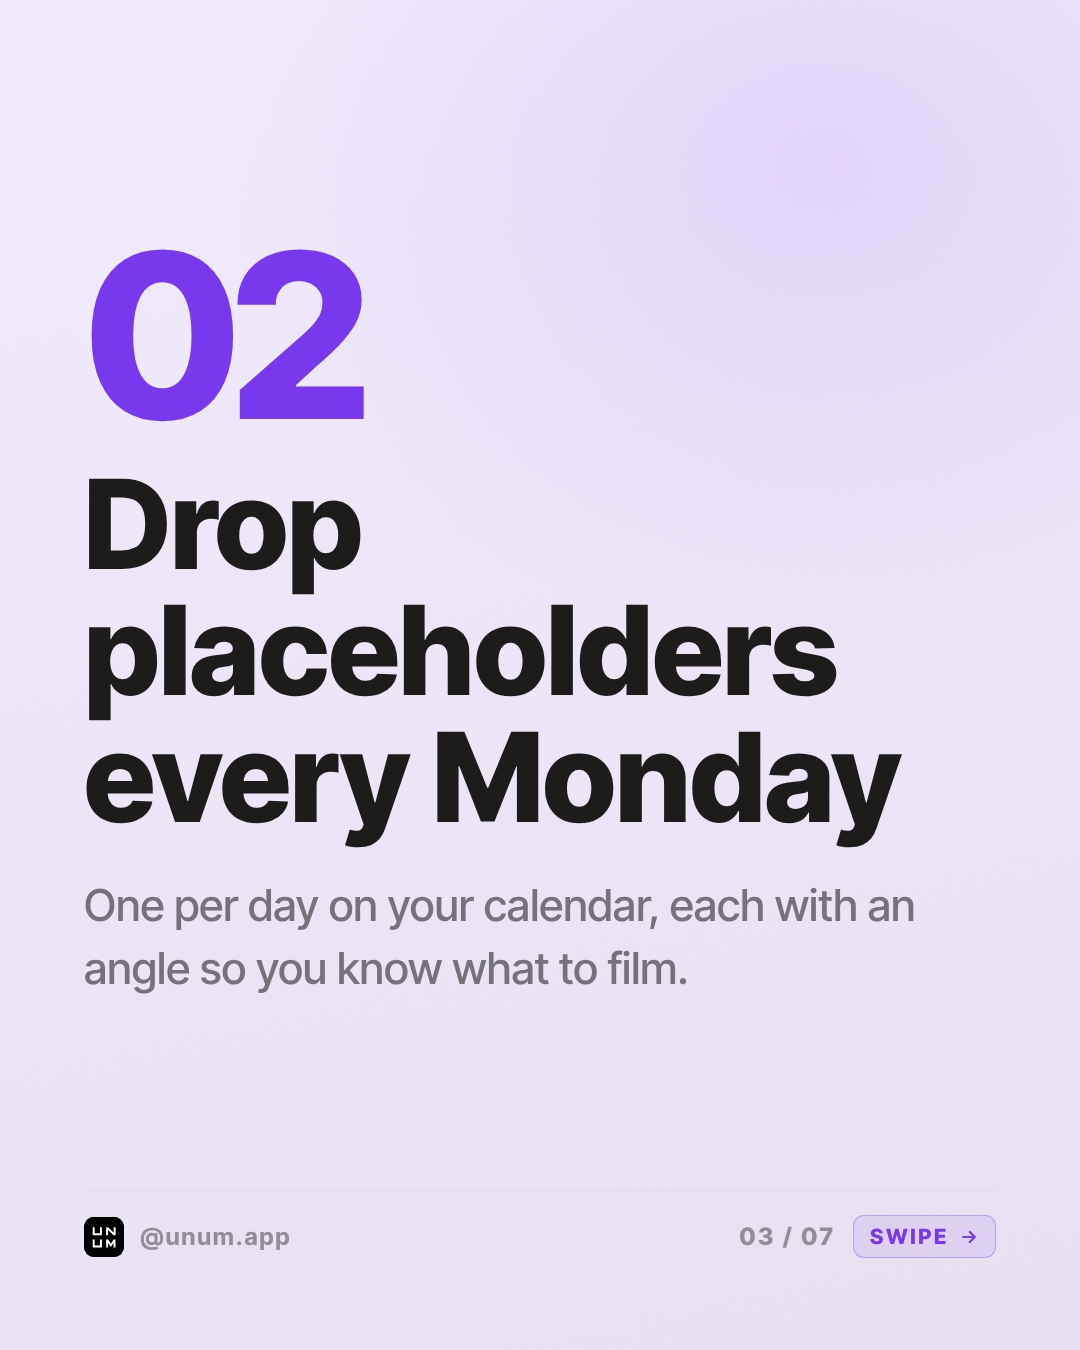 02
Drop
placeholders
every Monday
One per day on your calendar, each with an
angle so you know what to film.
UN
UM
@unum.app
03 / 07
SWIPE →